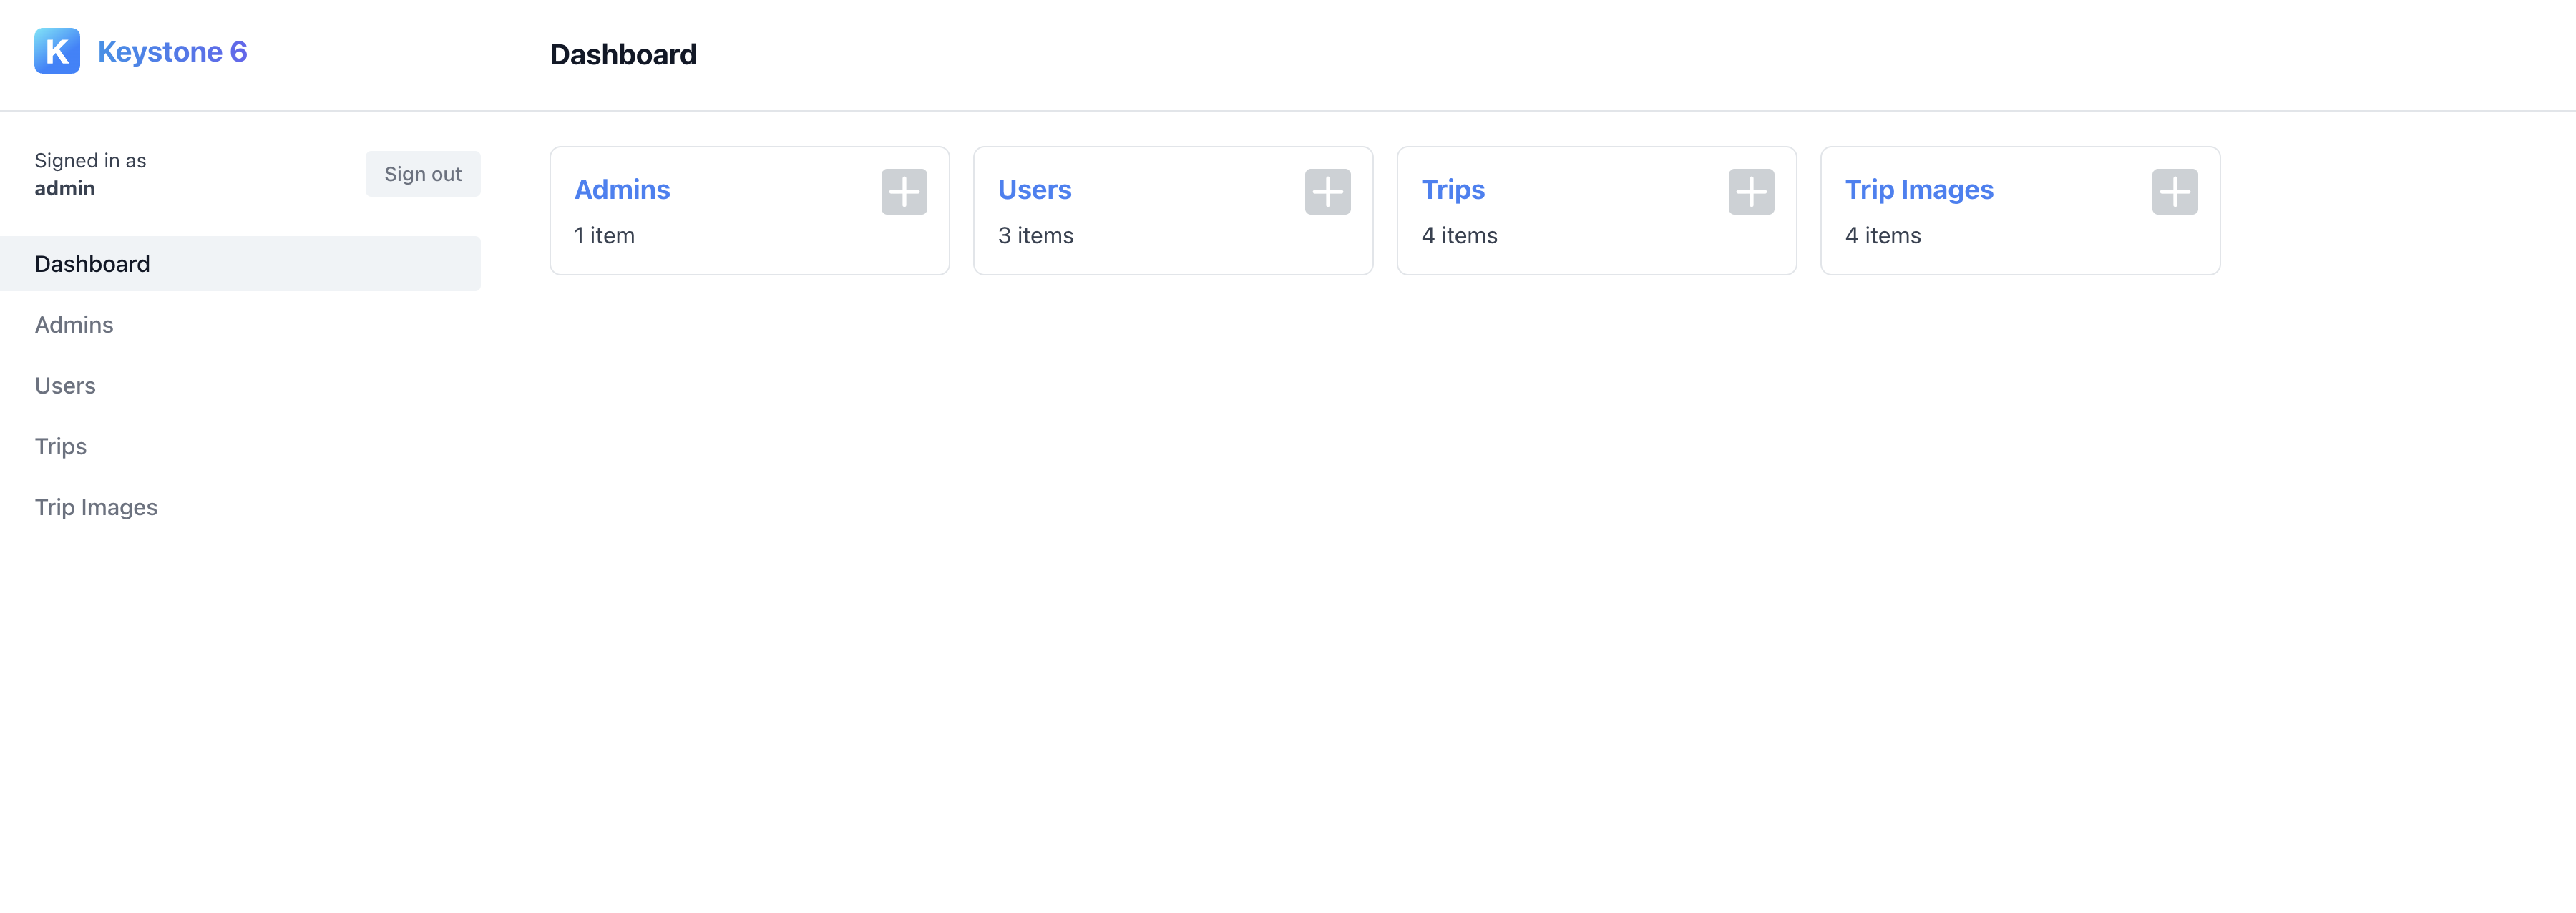 K Keystone 6
Dashboard
Signed in as
admin
Sign out
Dashboard
Admins
Users
Trips
Trip Images
Admins
1 item
Users
3 items
Trips
4 items
Trip Images
4 items